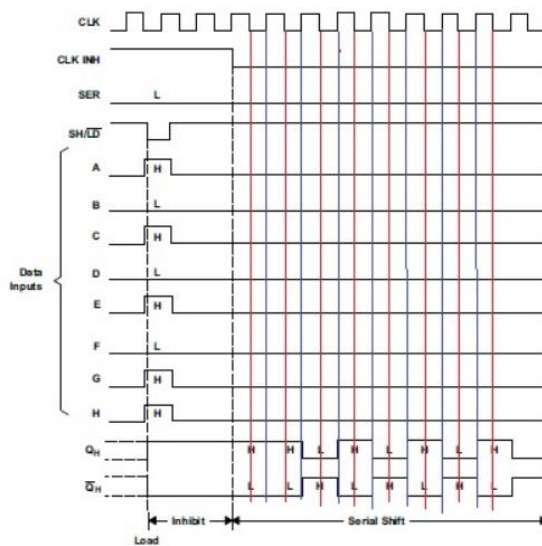 CLK
CLK INH
SER L
SH/LD
A H
B L
C H
Data
Inputs
D L
E H
F L
G H
H H
QH H H L H L H L H
QH L L H L H L H L
Inhibit Serial Shift
Load